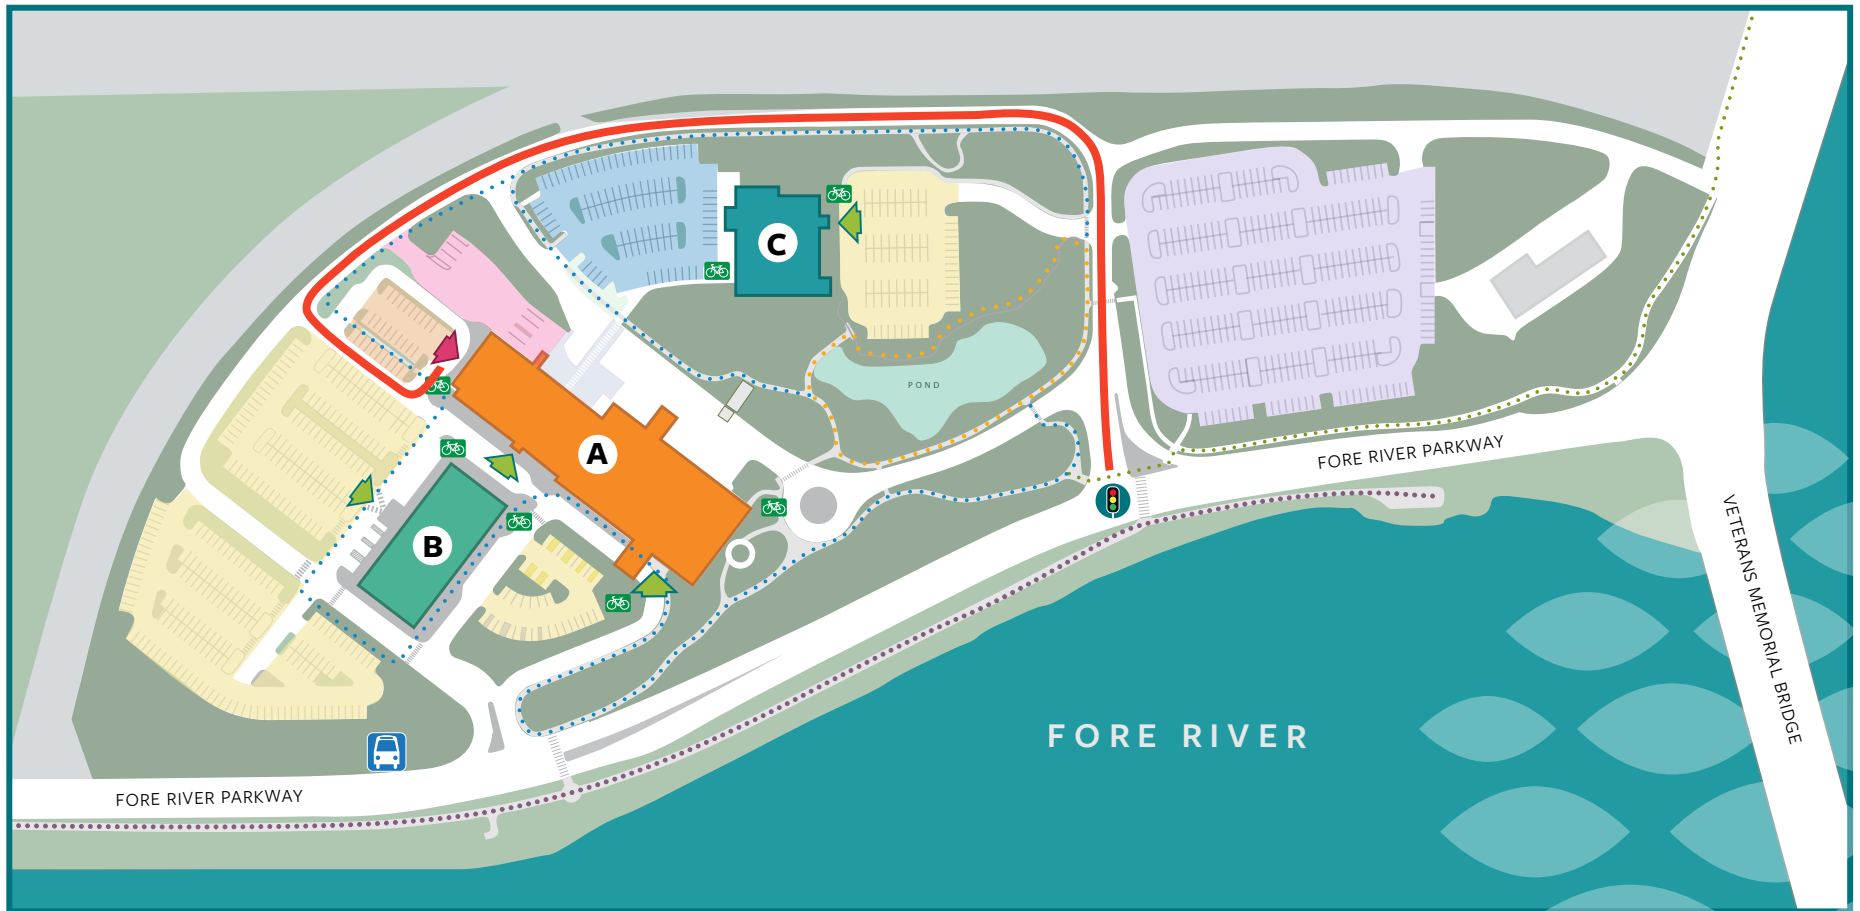 C
POND
A
FORE RIVER PARKWAY
B
VETERANS MEMORIAL BRIDGE
FORE RIVER
FORE RIVER PARKWAY